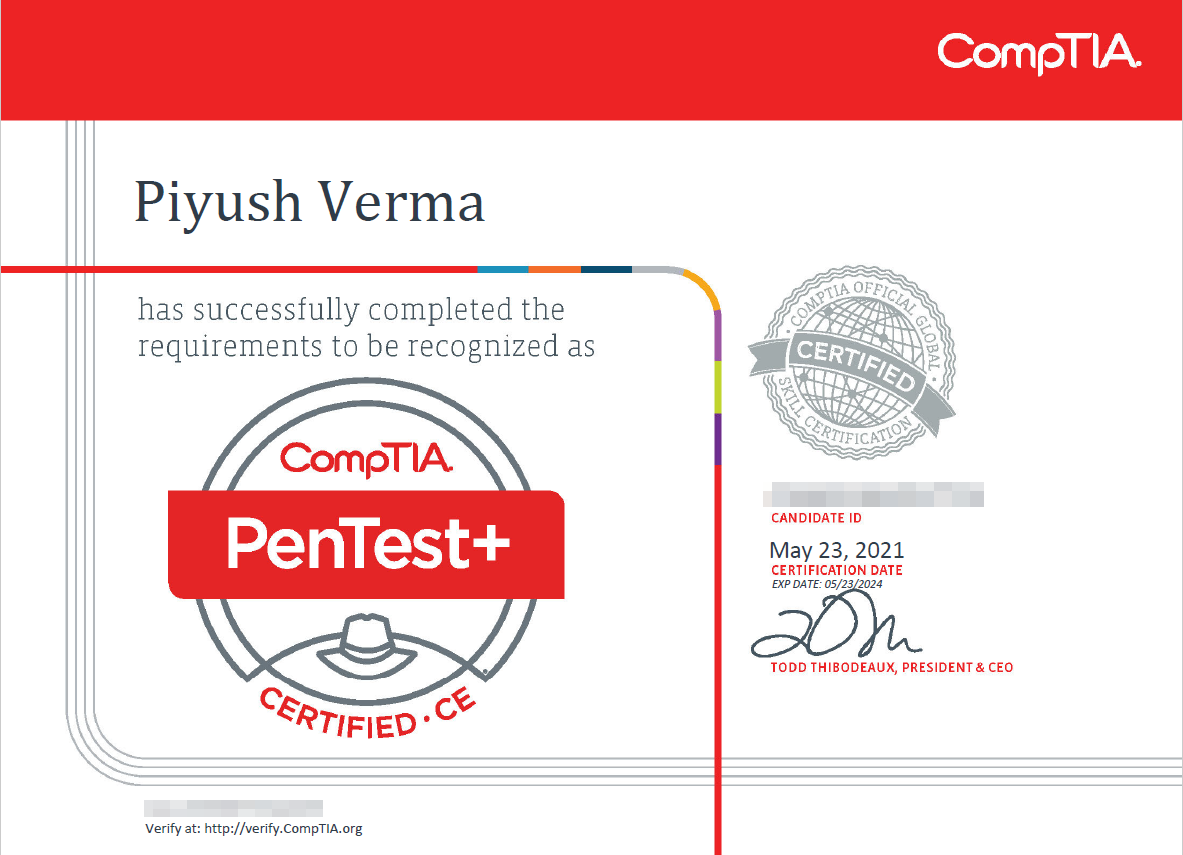 CompTIA.
Piyush Verma
has successfully completed the
requirements to be recognized as
CompTIA.
PenTest+
CERTIFIED · CE
· COMPTIA OFFICIAL GLOBAL ·
CERTIFIED
SKILL CERTIFICATION
CANDIDATE ID
May 23, 2021
CERTIFICATION DATE
EXP DATE: 05/23/2024
TODD THIBODEAUX, PRESIDENT & CEO
Verify at: http://verify.CompTIA.org